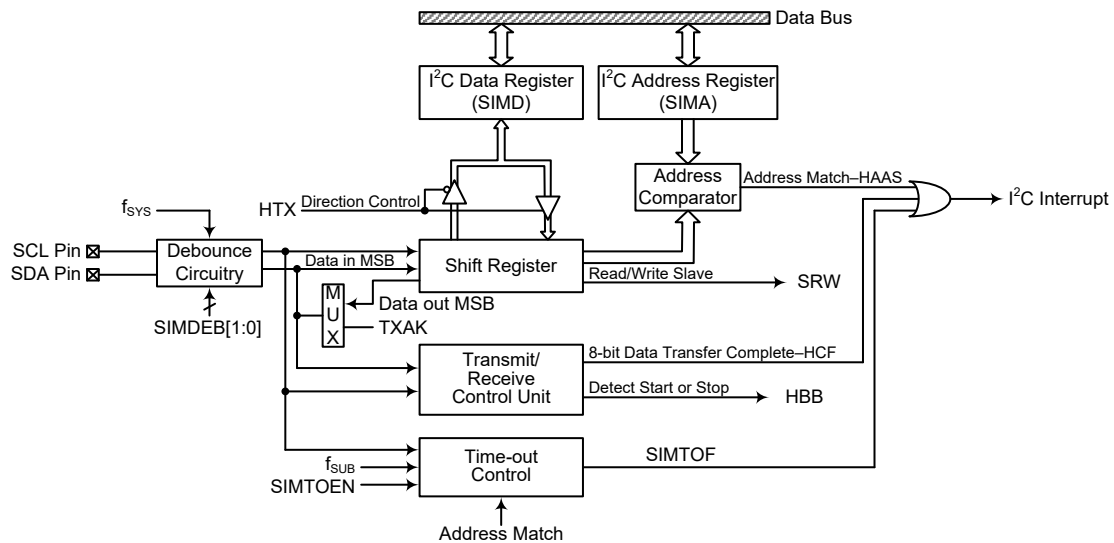 Data Bus
I²C Data Register
(SIMD)
I²C Address Register
(SIMA)
Address
Comparator
Address Match–HAAS
I²C Interrupt
HTX
Direction Control
fSYS
SCL Pin
SDA Pin
Debounce
Circuitry
Data in MSB
Shift Register
Read/Write Slave
SRW
SIMDEB[1:0]
M
U
X
Data out MSB
TXAK
Transmit/
Receive
Control Unit
8-bit Data Transfer Complete–HCF
Detect Start or Stop
HBB
fSUB
SIMTOEN
Time-out
Control
SIMTOF
Address Match